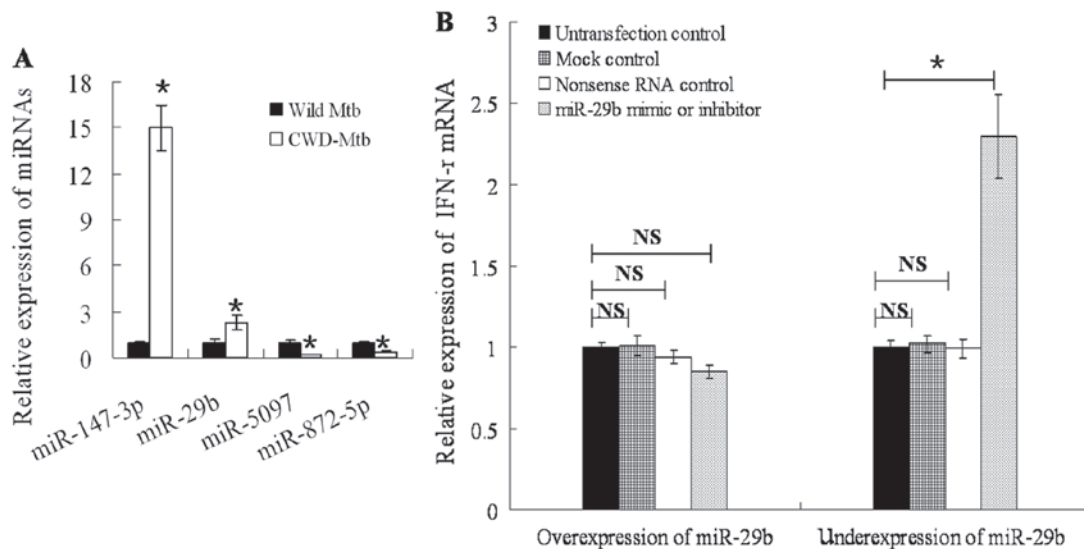 A
Relative expression of miRNAs
18
15
12
9
6
3
0
*
*
*
*
Wild Mtb
CWD-Mtb
miR-147-3p
miR-29b
miR-5097
miR-872-5p
B
Relative expression of IFN-r mRNA
3
2.5
2
1.5
1
0.5
0
Untransfection control
Mock control
Nonsense RNA control
miR-29b mimic or inhibitor
NS
NS
NS
*
NS
NS
Overexpression of miR-29b
Underexpression of miR-29b